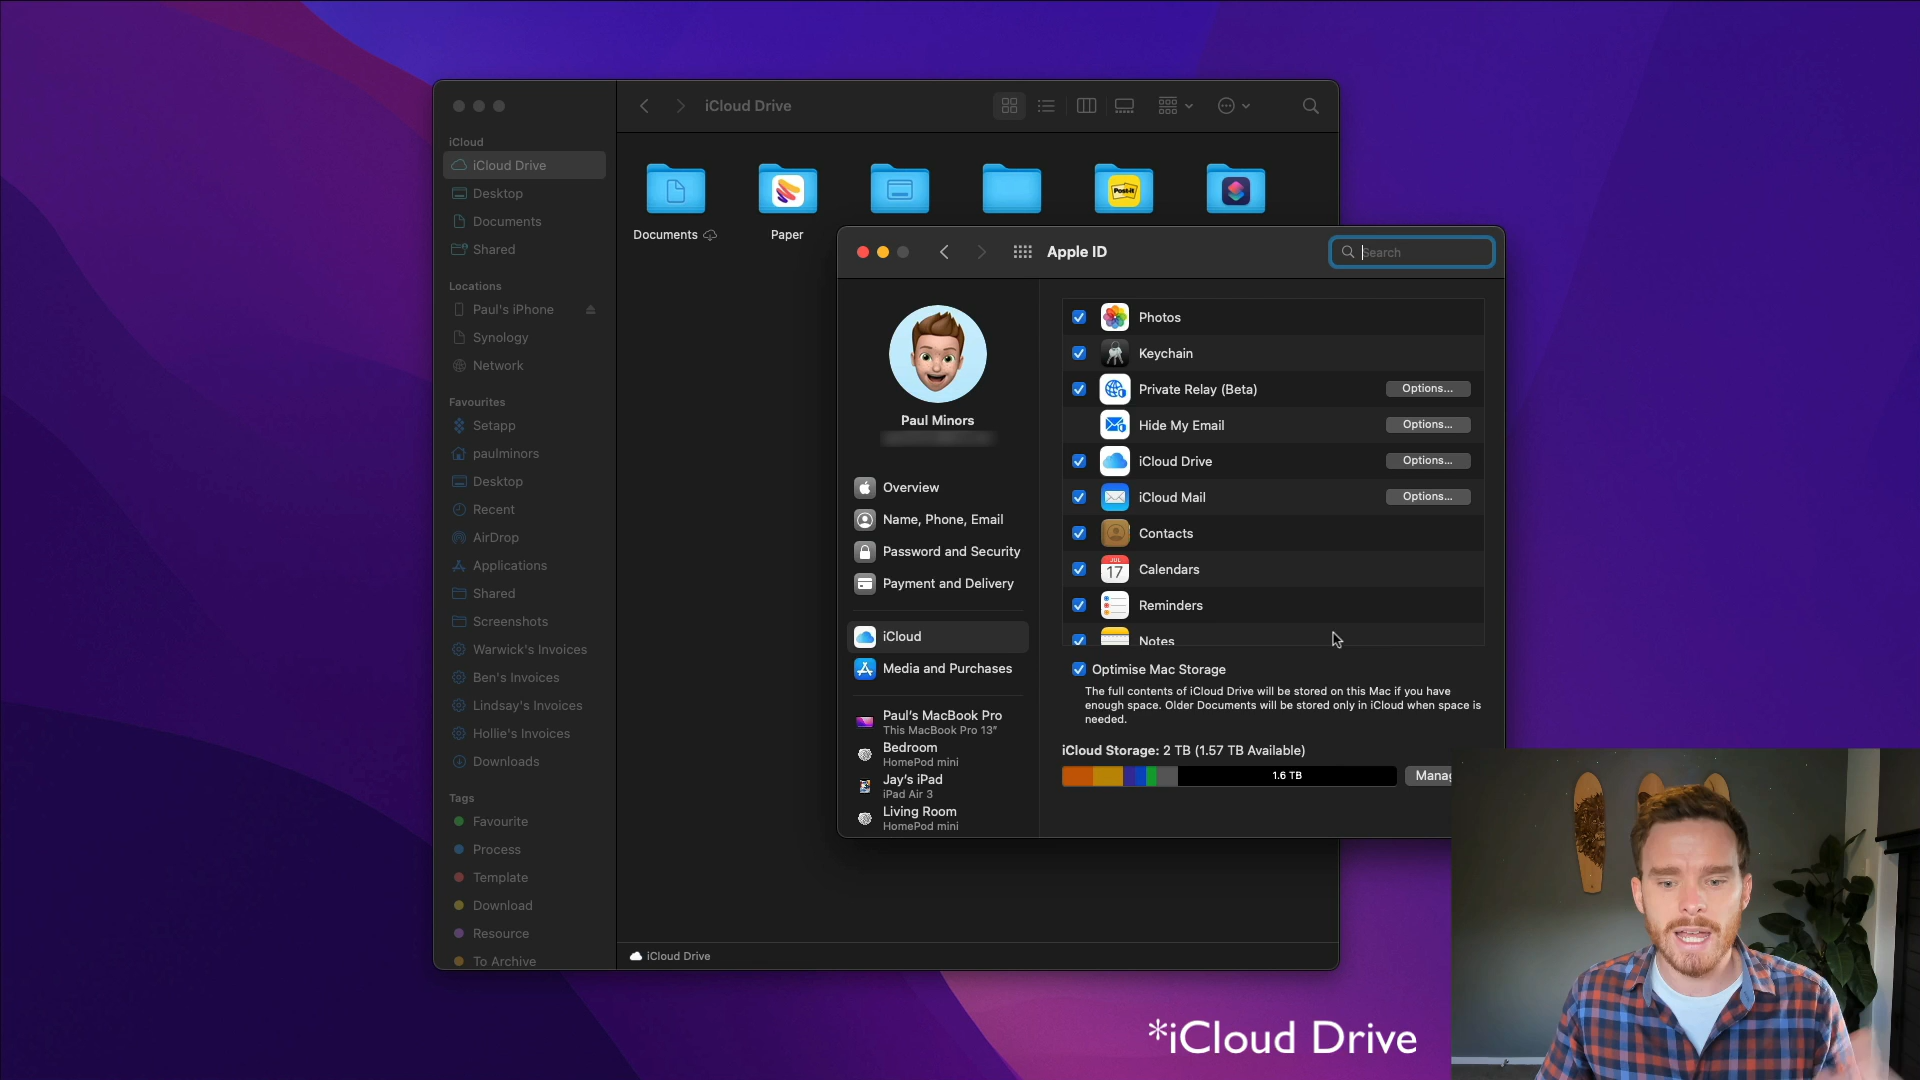 iCloud Drive
iCloud
iCloud Drive
Desktop
Documents
Shared
Locations
Paul's iPhone
Synology
Network
Favourites
Setapp
paulminors
Desktop
Recent
AirDrop
Applications
Shared
Screenshots
Warwick's Invoices
Ben's Invoices
Lindsay's Invoices
Hollie's Invoices
Downloads
Tags
Favourite
Process
Template
Download
Resource
To Archive
Post-it
Documents
Paper
iCloud Drive
Apple ID
Search
Paul Minors
Overview
Name, Phone, Email
Password and Security
Payment and Delivery
iCloud
Media and Purchases
Paul's MacBook Pro
This MacBook Pro 13"
Bedroom
HomePod mini
Jay's iPad
iPad Air 3
Living Room
HomePod mini
Photos
Keychain
Private Relay (Beta) Options...
Hide My Email Options...
iCloud Drive Options...
iCloud Mail Options...
Contacts
JUL
17
Calendars
Reminders
Notes
Optimise Mac Storage
The full contents of iCloud Drive will be stored on this Mac if you have
enough space. Older Documents will be stored only in iCloud when space is
needed.
iCloud Storage: 2 TB (1.57 TB Available)
1.6 TB
Manag
*iCloud Drive